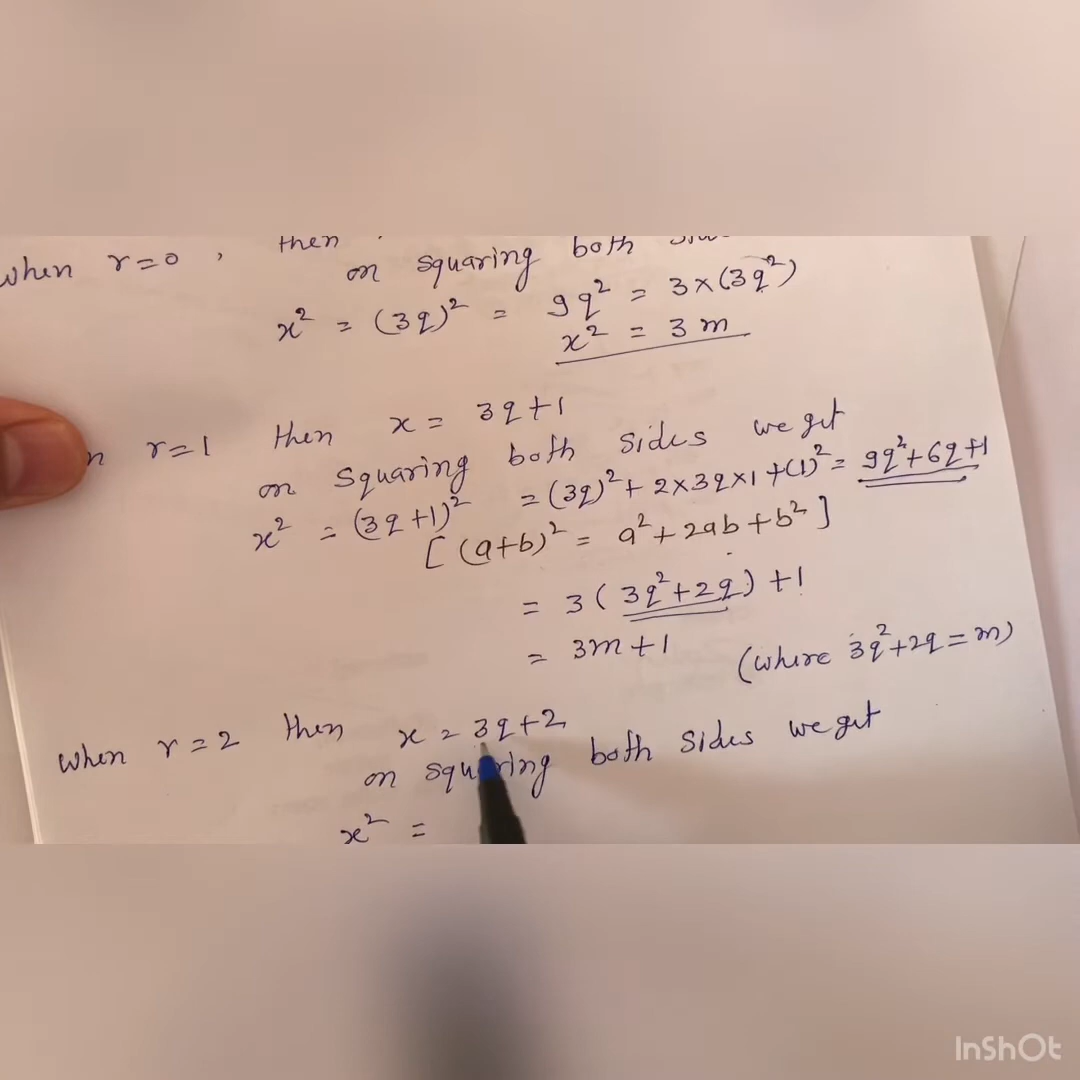 when r=0 , then
on squaring both
x² = (3q)² = 9q² = 3×(3q²)
x² = 3m
r=1 then x = 3q+1
on squaring both sides we get
x² = (3q+1)² = (3q)²+ 2×3q×1 +(1)² = 9q²+6q+1
[ (a+b)² = a²+2ab+b² ]
= 3(3q²+2q)+1
= 3m+1 (where 3q²+2q=m)
when r=2 then x=3q+2
on squaring both sides we get
x² =
InShOt